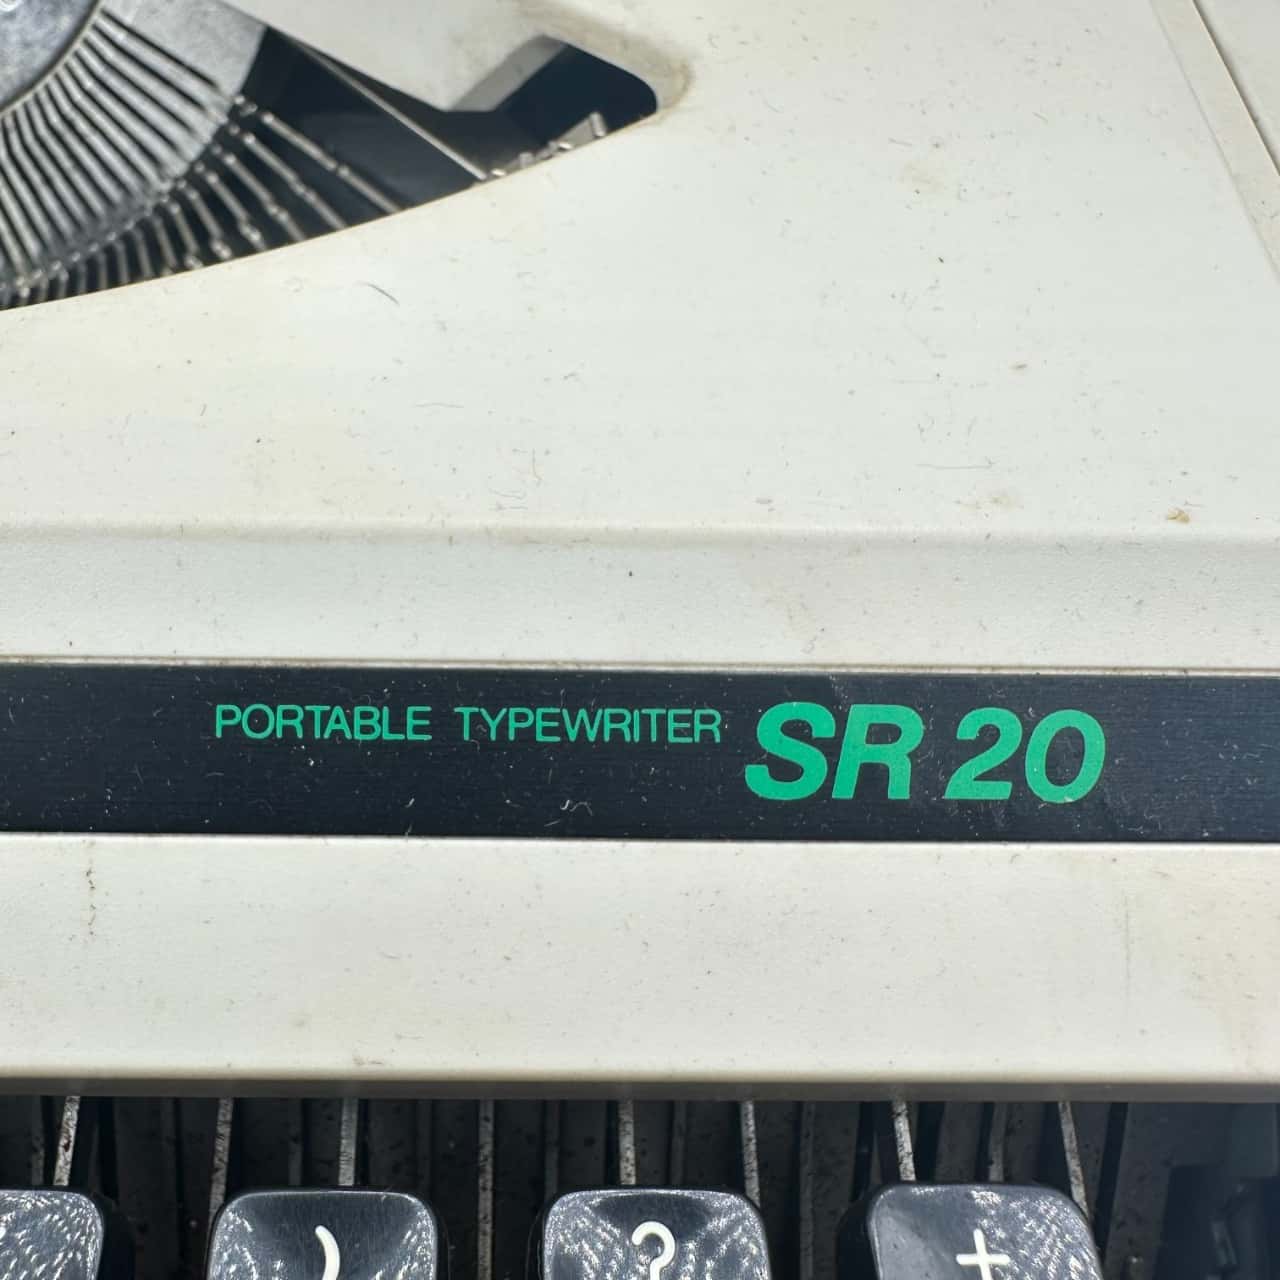 PORTABLE TYPEWRITER SR 20
) ? +